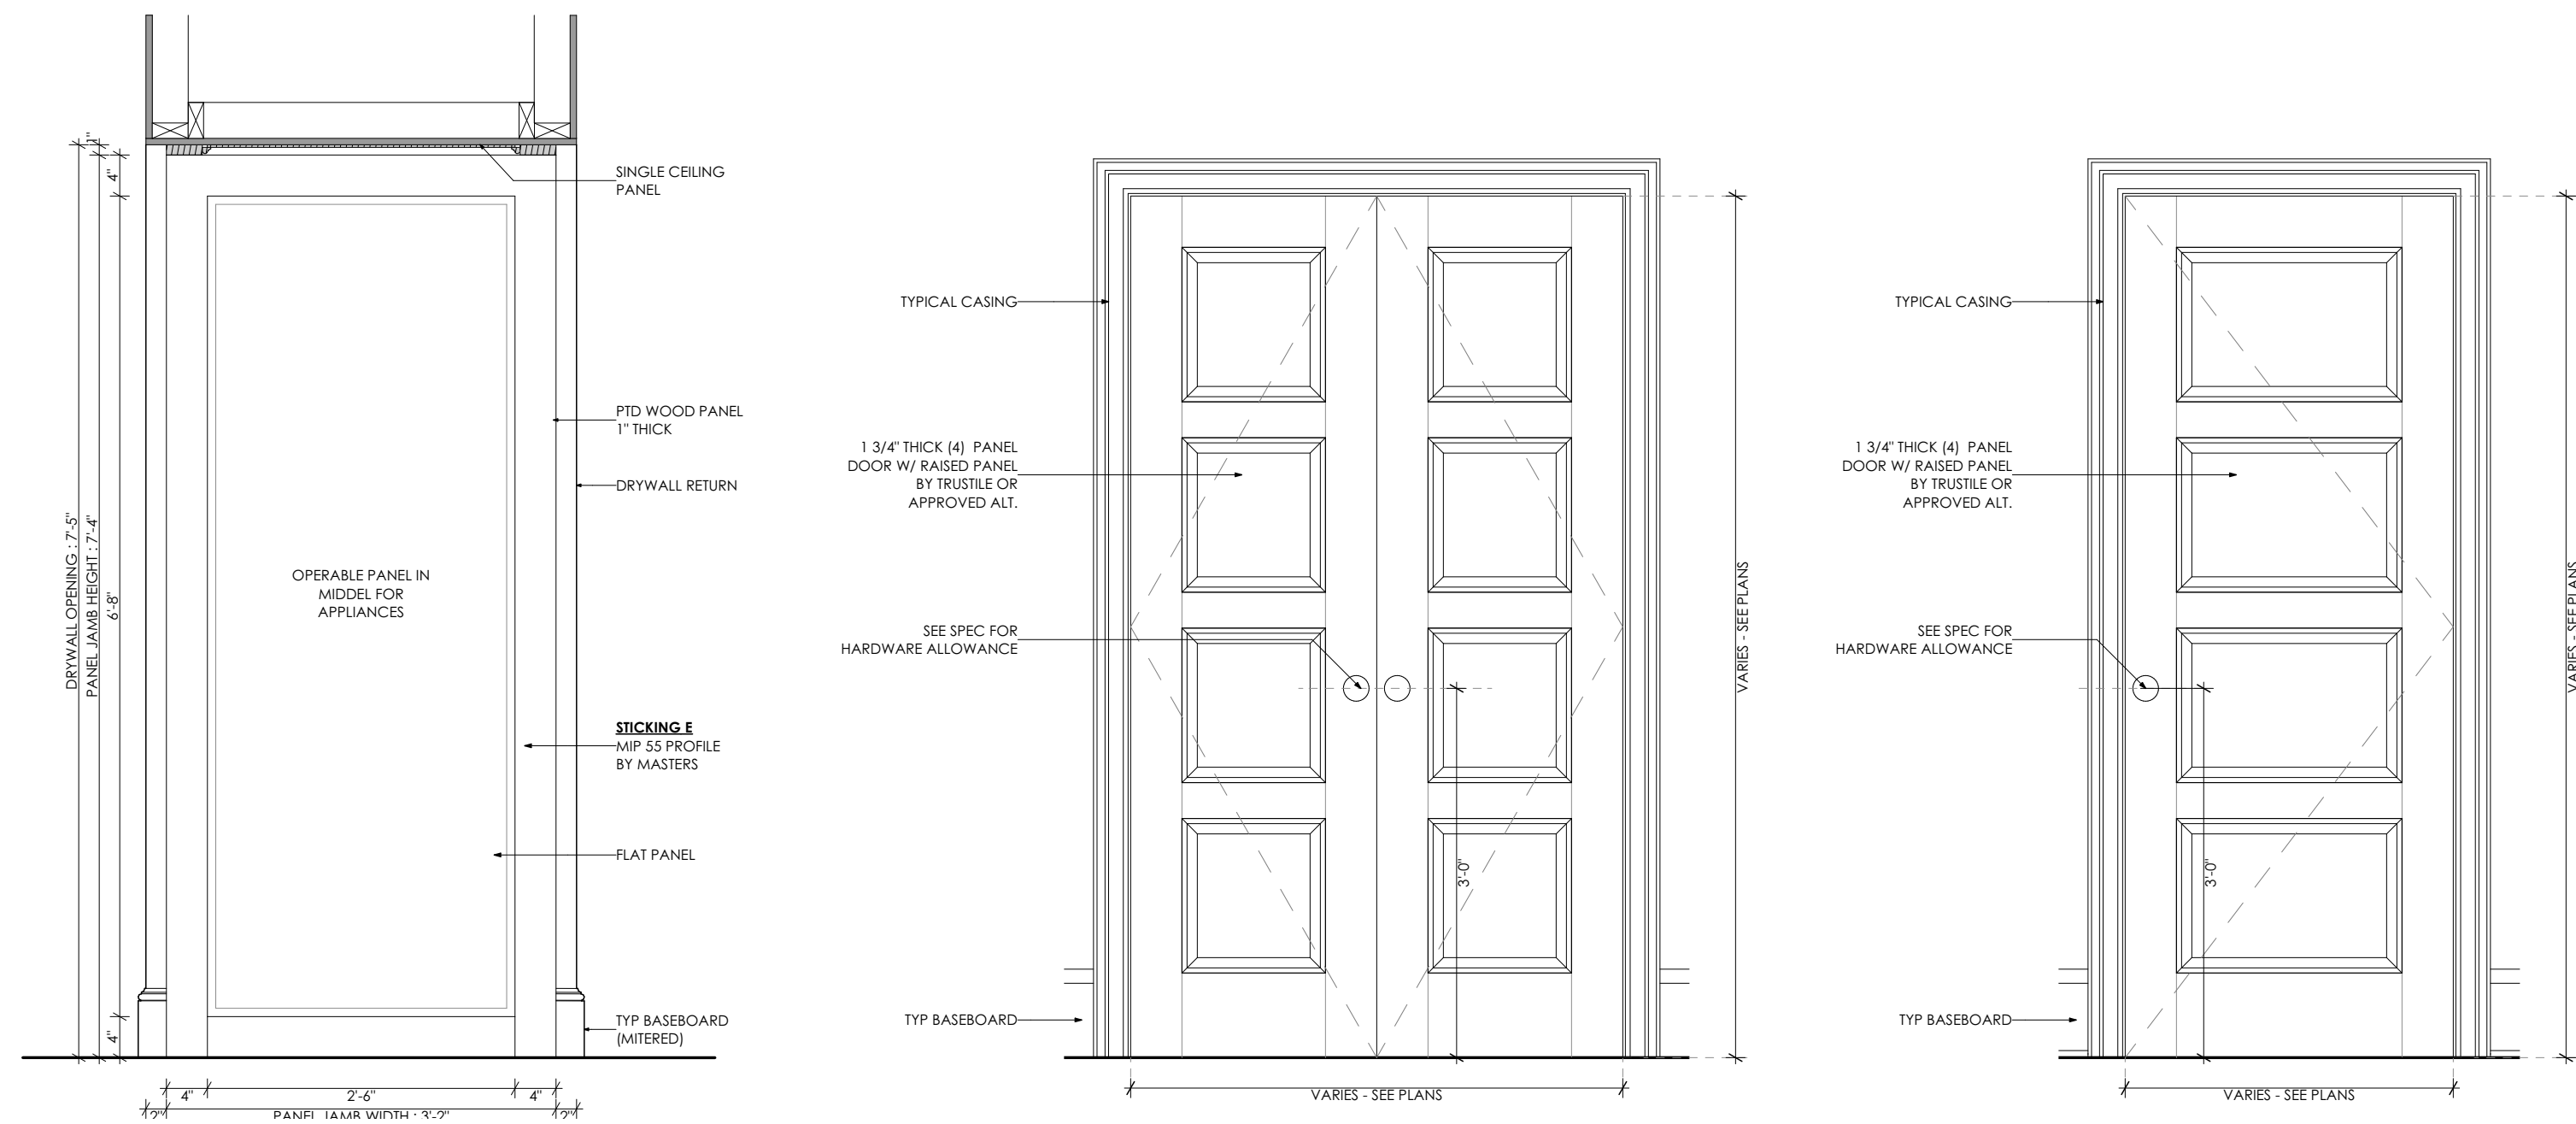 1"
4"
SINGLE CEILING
PANEL
PTD WOOD PANEL
1" THICK
DRYWALL RETURN
DRYWALL OPENING : 7'-5"
PANEL JAMB HEIGHT : 7'-4"
6'-8"
OPERABLE PANEL IN
MIDDEL FOR
APPLIANCES
STICKING E
MIP 55 PROFILE
BY MASTERS
FLAT PANEL
4"
TYP BASEBOARD
(MITERED)
4"
2'-6"
4"
2"
PANEL JAMB WIDTH : 3'-2"
2"
TYPICAL CASING
1 3/4" THICK (4) PANEL
DOOR W/ RAISED PANEL
BY TRUSTILE OR
APPROVED ALT.
SEE SPEC FOR
HARDWARE ALLOWANCE
VARIES - SEE PLANS
3'-0"
TYP BASEBOARD
VARIES - SEE PLANS
TYPICAL CASING
1 3/4" THICK (4) PANEL
DOOR W/ RAISED PANEL
BY TRUSTILE OR
APPROVED ALT.
SEE SPEC FOR
HARDWARE ALLOWANCE
VARIES - SEE PLANS
3'-0"
TYP BASEBOARD
VARIES - SEE PLANS